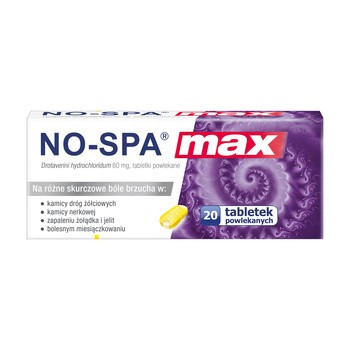 NO-SPA® max
Drotaverini hydrochloridum 80 mg, tabletki powlekane
Na różne skurczowe bóle brzucha w:
• kamicy dróg żółciowych
• kamicy nerkowej
• zapaleniu żołądka i jelit
• bolesnym miesiączkowaniu
20 tabletek
powlekanych